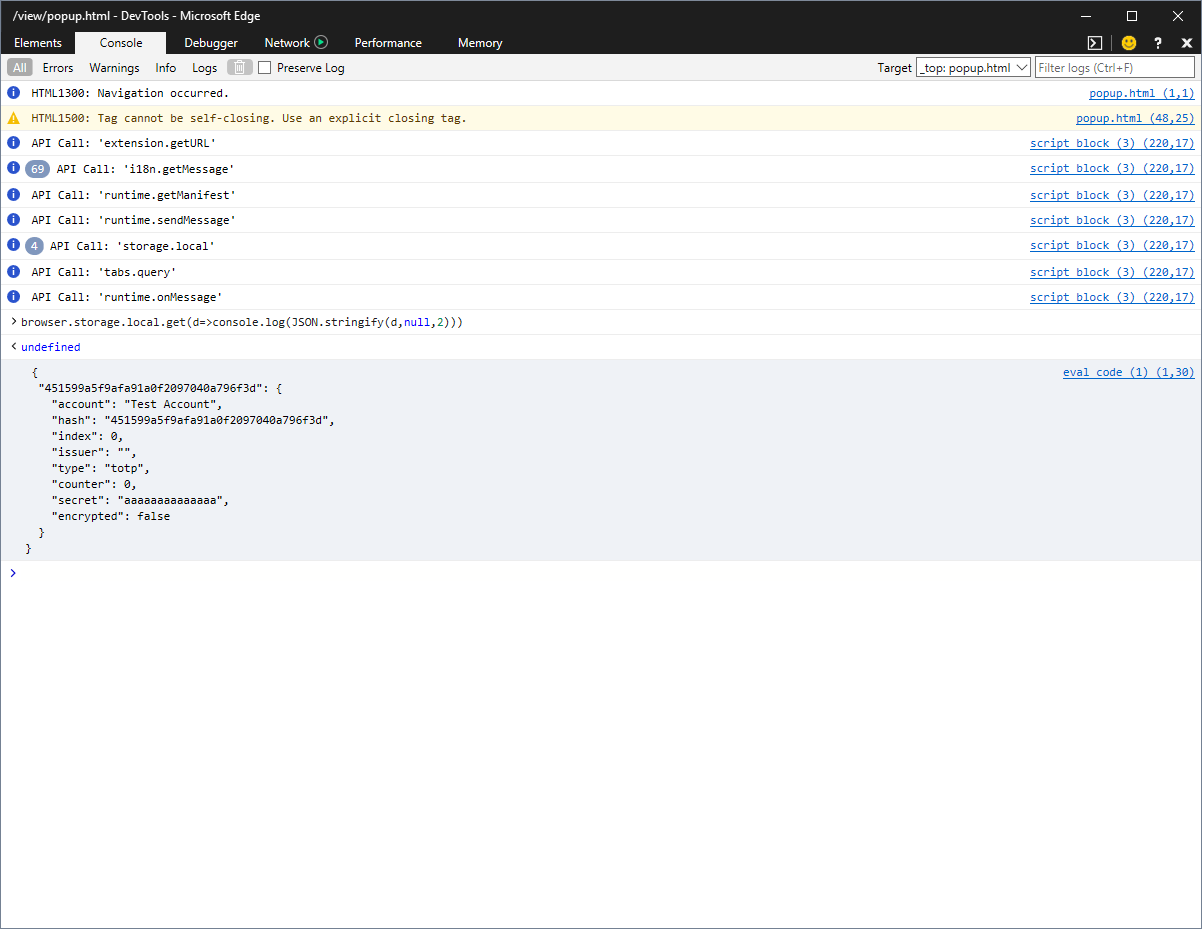 /view/popup.html - DevTools - Microsoft Edge
Elements Console Debugger Network Performance Memory ?
All Errors Warnings Info Logs Preserve Log Target _top: popup.html Filter logs (Ctrl+F)
HTML1300: Navigation occurred. popup.html (1,1)
HTML1500: Tag cannot be self-closing. Use an explicit closing tag. popup.html (48,25)
API Call: 'extension.getURL' script block (3) (220,17)
69 API Call: 'i18n.getMessage' script block (3) (220,17)
API Call: 'runtime.getManifest' script block (3) (220,17)
API Call: 'runtime.sendMessage' script block (3) (220,17)
4 API Call: 'storage.local' script block (3) (220,17)
API Call: 'tabs.query' script block (3) (220,17)
API Call: 'runtime.onMessage' script block (3) (220,17)
> browser.storage.local.get(d=>console.log(JSON.stringify(d,null,2)))
< undefined
{ eval code (1) (1,30)
"451599a5f9afa91a0f2097040a796f3d": {
"account": "Test Account",
"hash": "451599a5f9afa91a0f2097040a796f3d",
"index": 0,
"issuer": "",
"type": "totp",
"counter": 0,
"secret": "aaaaaaaaaaaaaa",
"encrypted": false
}
}
>